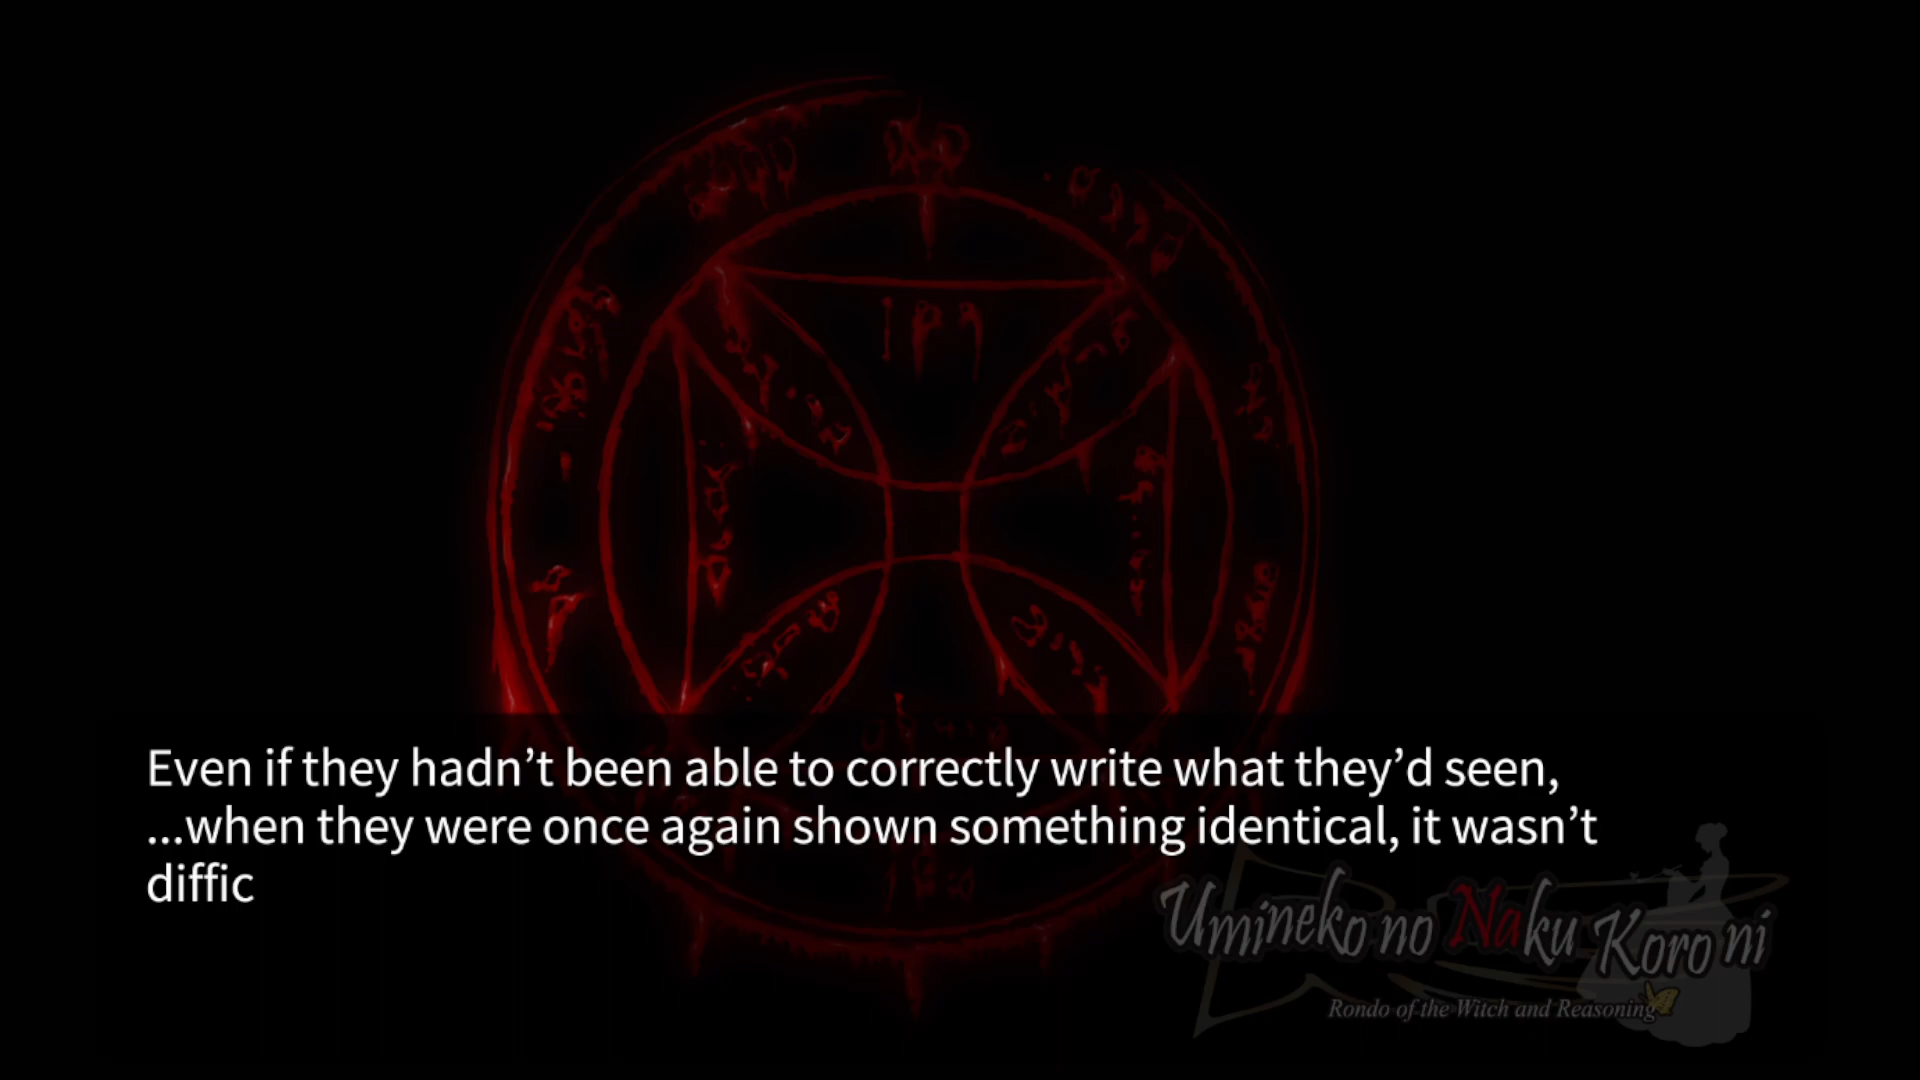 Even if they hadn’t been able to correctly write what they’d seen,
...when they were once again shown something identical, it wasn’t
diffic
Umineko no Naku Koro ni
Rondo of the Witch and Reasoning